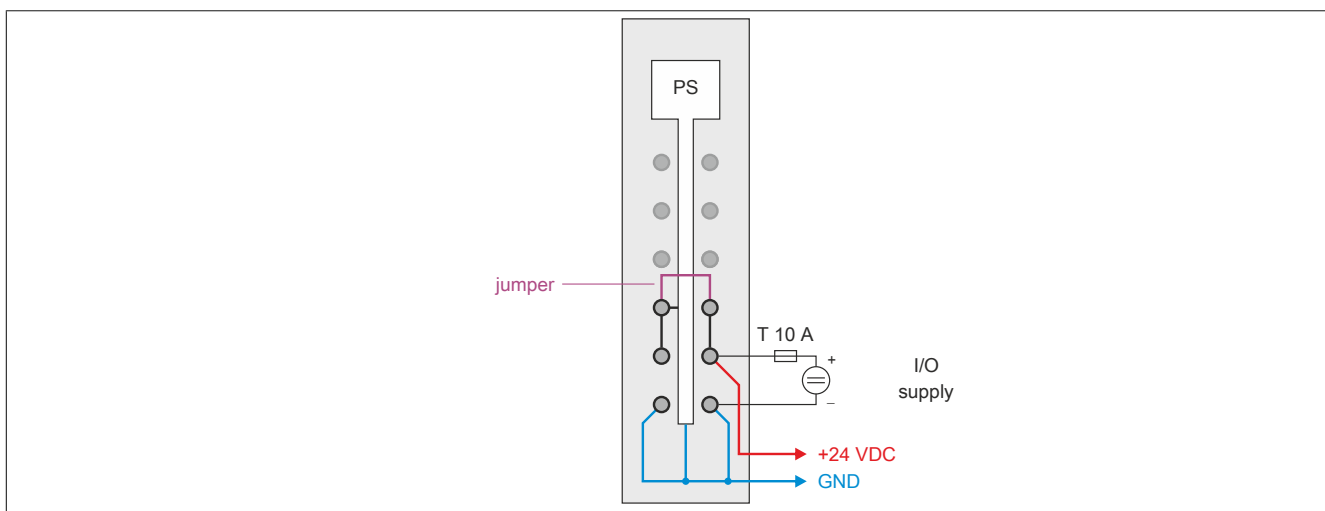 PS
jumper
T 10 A
+
I/O
supply
–
+24 VDC
GND